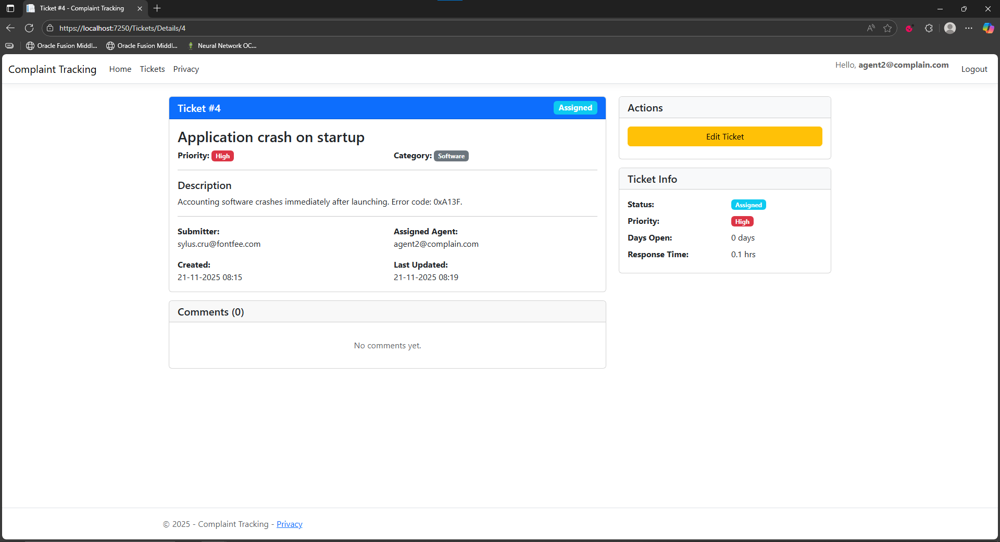 Ticket #4 - Complaint Tracking
https://localhost:7250/Tickets/Details/4
Oracle Fusion Middl...
Oracle Fusion Middl...
Neural Network OC...
Complaint Tracking
Home
Tickets
Privacy
Hello, agent2@complain.com
Logout
Ticket #4
Assigned
Application crash on startup
Priority: High
Category: Software
Description
Accounting software crashes immediately after launching. Error code: 0xA13F.
Submitter:
sylus.cru@fontfee.com
Assigned Agent:
agent2@complain.com
Created:
21-11-2025 08:15
Last Updated:
21-11-2025 08:19
Comments (0)
No comments yet.
Actions
Edit Ticket
Ticket Info
Status: Assigned
Priority: High
Days Open: 0 days
Response Time: 0.1 hrs
© 2025 - Complaint Tracking - Privacy